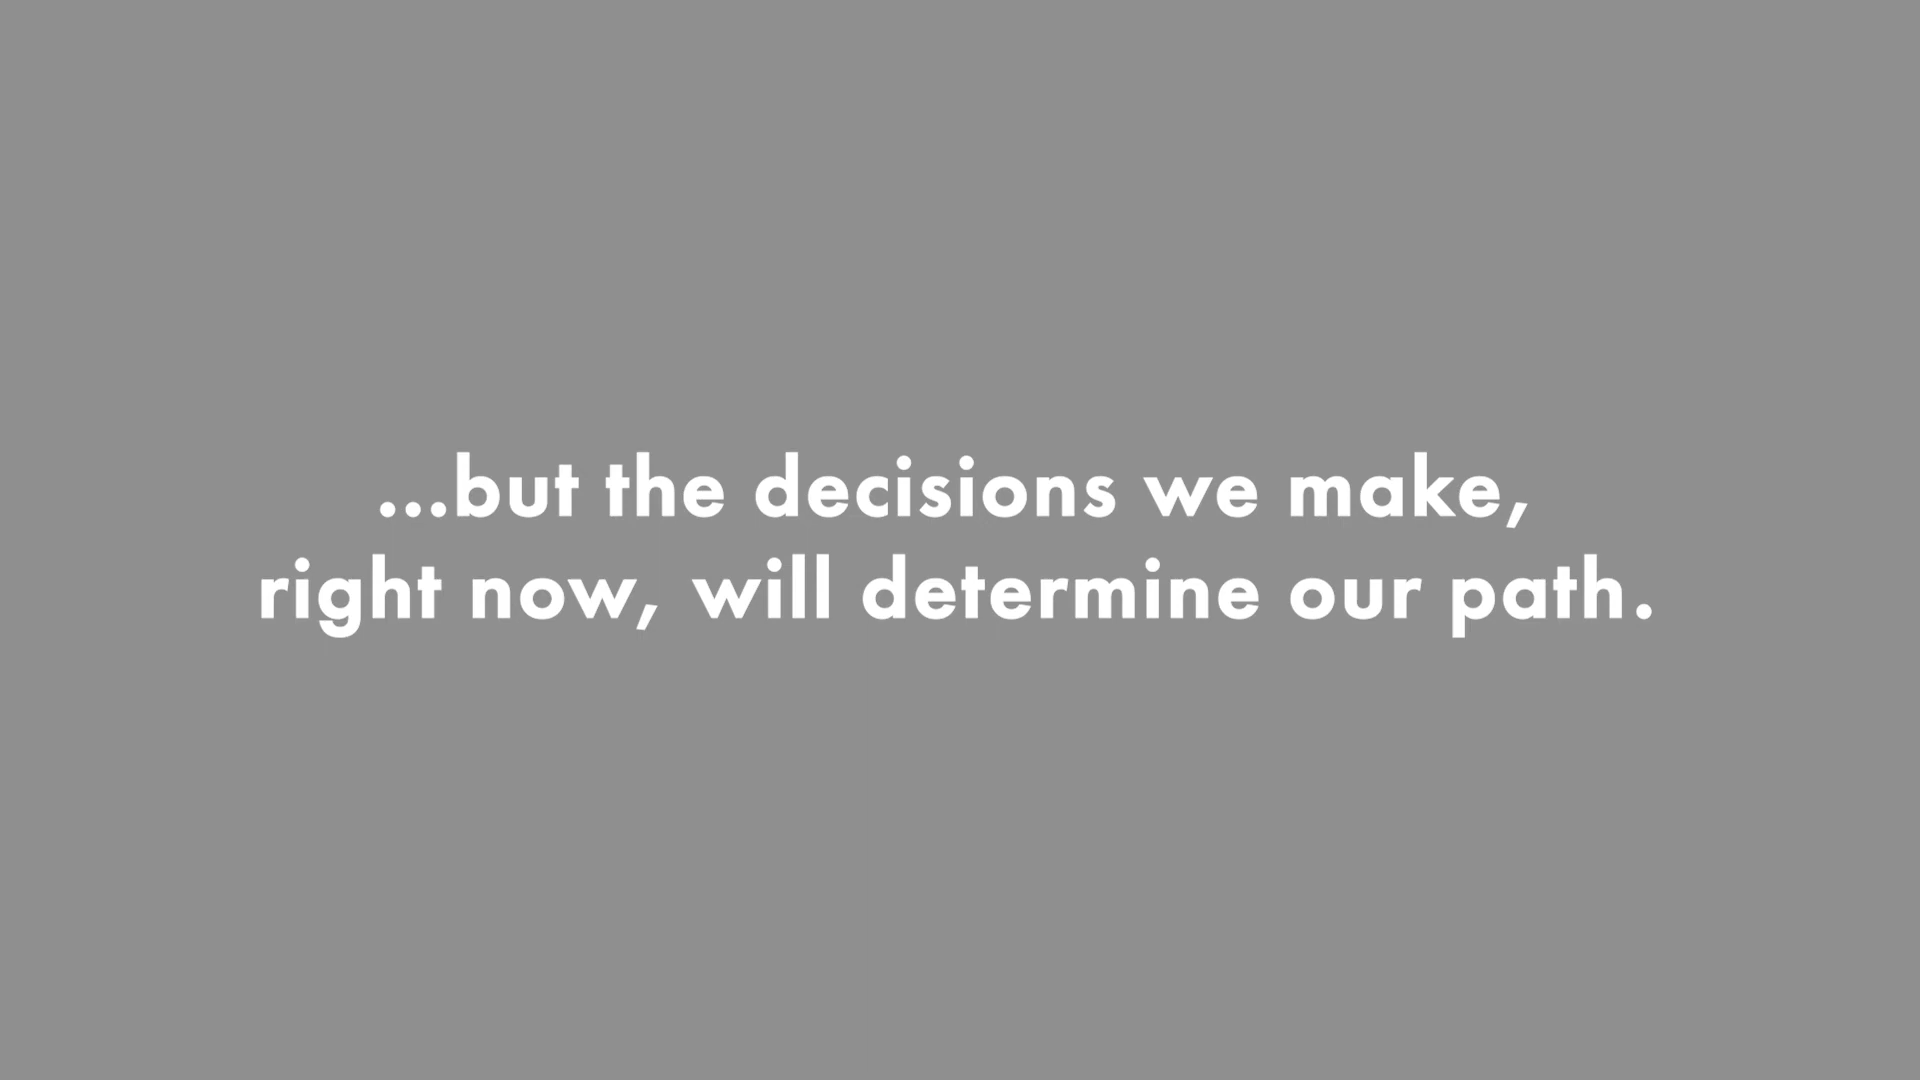 ...but the decisions we make,
right now, will determine our path.